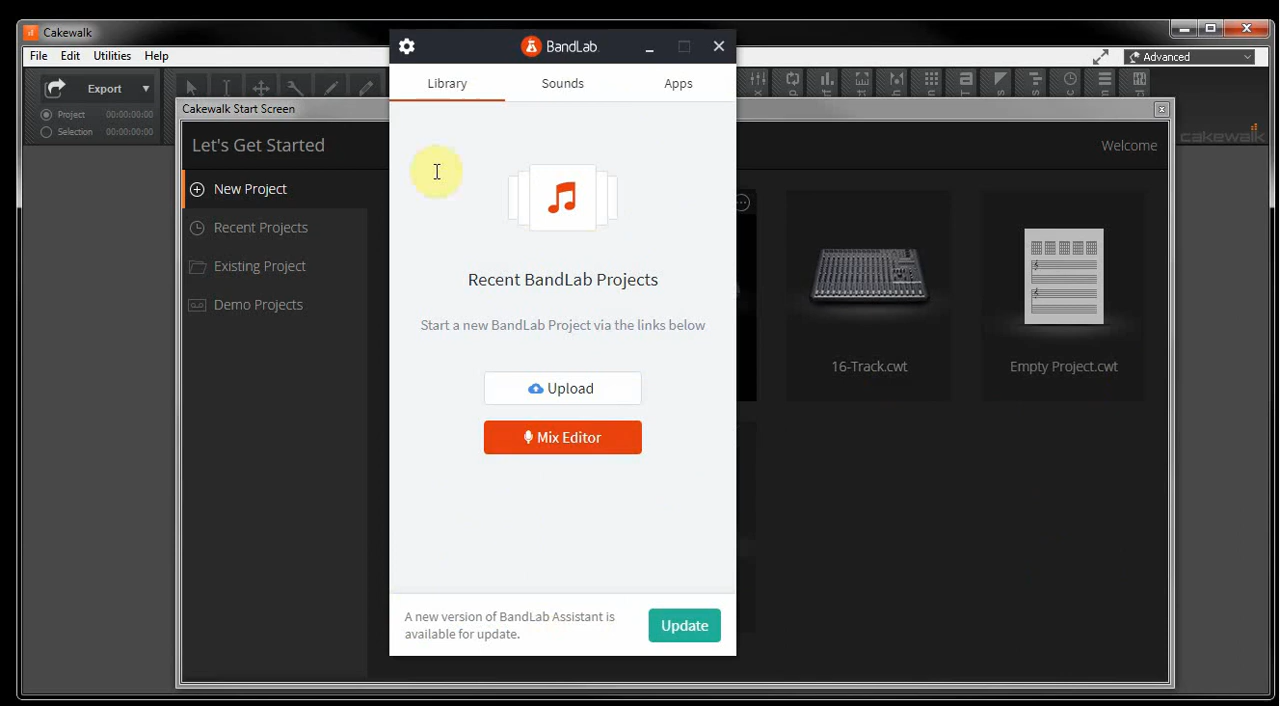 Cakewalk
File Edit Utilities Help
Advanced
Export
Project 00:00:00:00
Selection 00:00:00:00
cakewalk
Cakewalk Start Screen
Let's Get Started
Welcome
New Project
Recent Projects
Existing Project
Demo Projects
16-Track.cwt
Empty Project.cwt
BandLab
Library Sounds Apps
Recent BandLab Projects
Start a new BandLab Project via the links below
Upload
Mix Editor
A new version of BandLab Assistant is
available for update.
Update